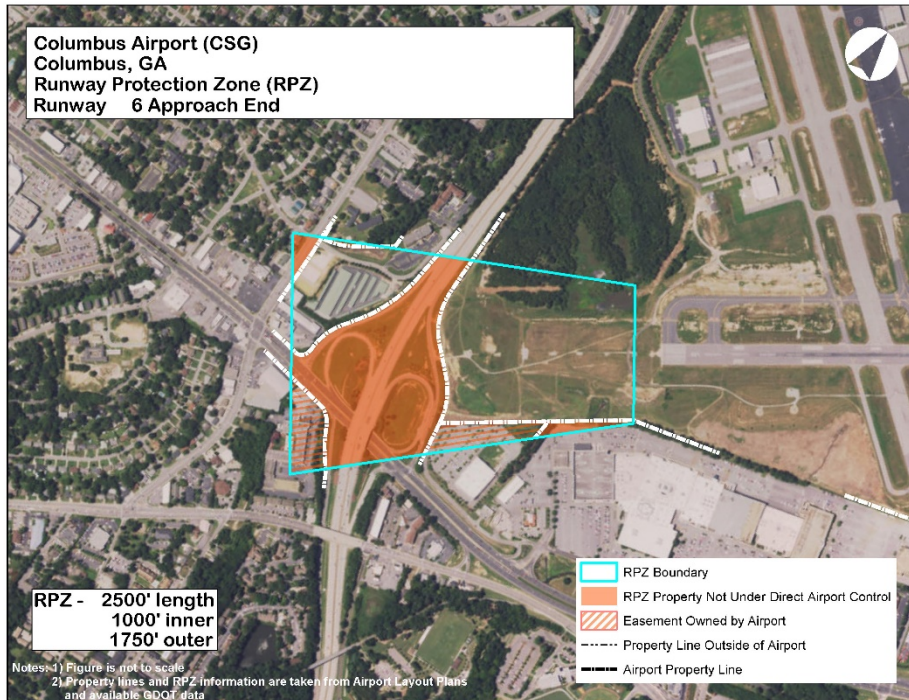 Columbus Airport (CSG)
Columbus, GA
Runway Protection Zone (RPZ)
Runway 6 Approach End
RPZ - 2500' length
1000' inner
1750' outer
Notes: 1) Figure is not to scale
2) Property lines and RPZ information are taken from Airport Layout Plans
and available GDOT data
RPZ Boundary
RPZ Property Not Under Direct Airport Control
Easement Owned by Airport
Property Line Outside of Airport
Airport Property Line